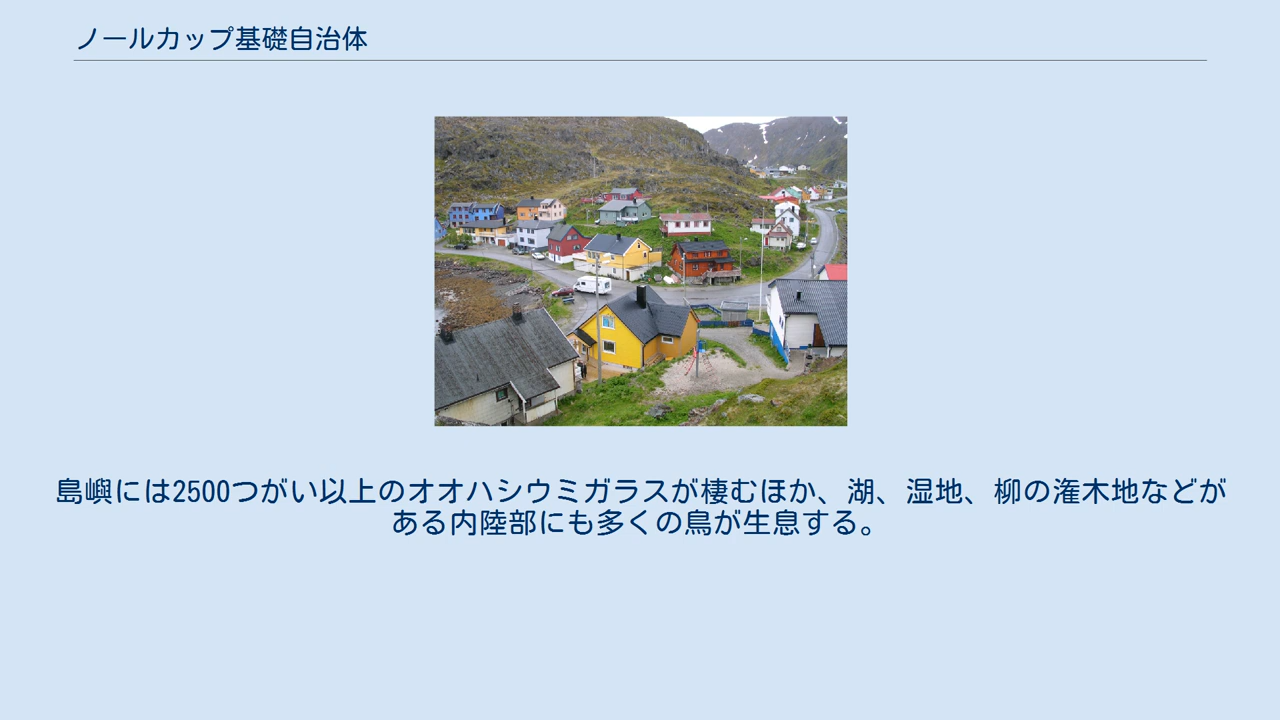 ノールカップ基礎自治体
島嶼には2500つがい以上のオオハシウミガラスが棲むほか、湖、湿地、柳の潅木地などが
ある内陸部にも多くの鳥が生息する。